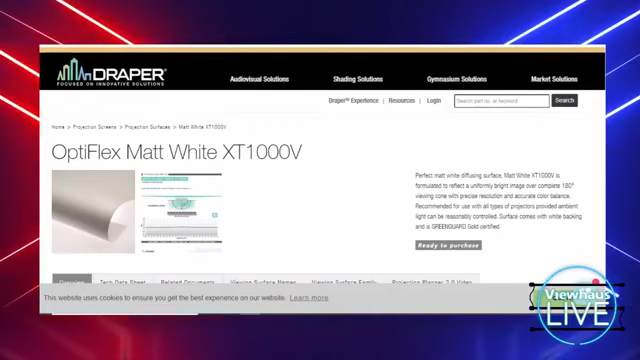 DRAPER
FOCUSED ON INNOVATIVE SOLUTIONS
Audiovisual Solutions Shading Solutions Gymnasium Solutions Market Solutions
Draper® Experience | Resources | Login Search part no. or keyword Search
Home > Projection Screens > Projection Surfaces > Matt White XT1000V
OptiFlex Matt White XT1000V
Perfect matt white diffusing surface, Matt White XT1000V is
formulated to reflect a uniformly bright image over complete 180°
viewing cone with precise resolution and accurate color balance.
Recommended for use with all types of projectors provided ambient
light can be reasonably controlled. Surface comes with white backing
and is GREENGUARD Gold certified.
Ready to purchase
Overview Tech Data Sheet Related Documents Viewing Surface Names Viewing Surface Family Projection Planner 2.0 Video
This website uses cookies to ensure you get the best experience on our website. Learn more
Viewhaus
LIVE